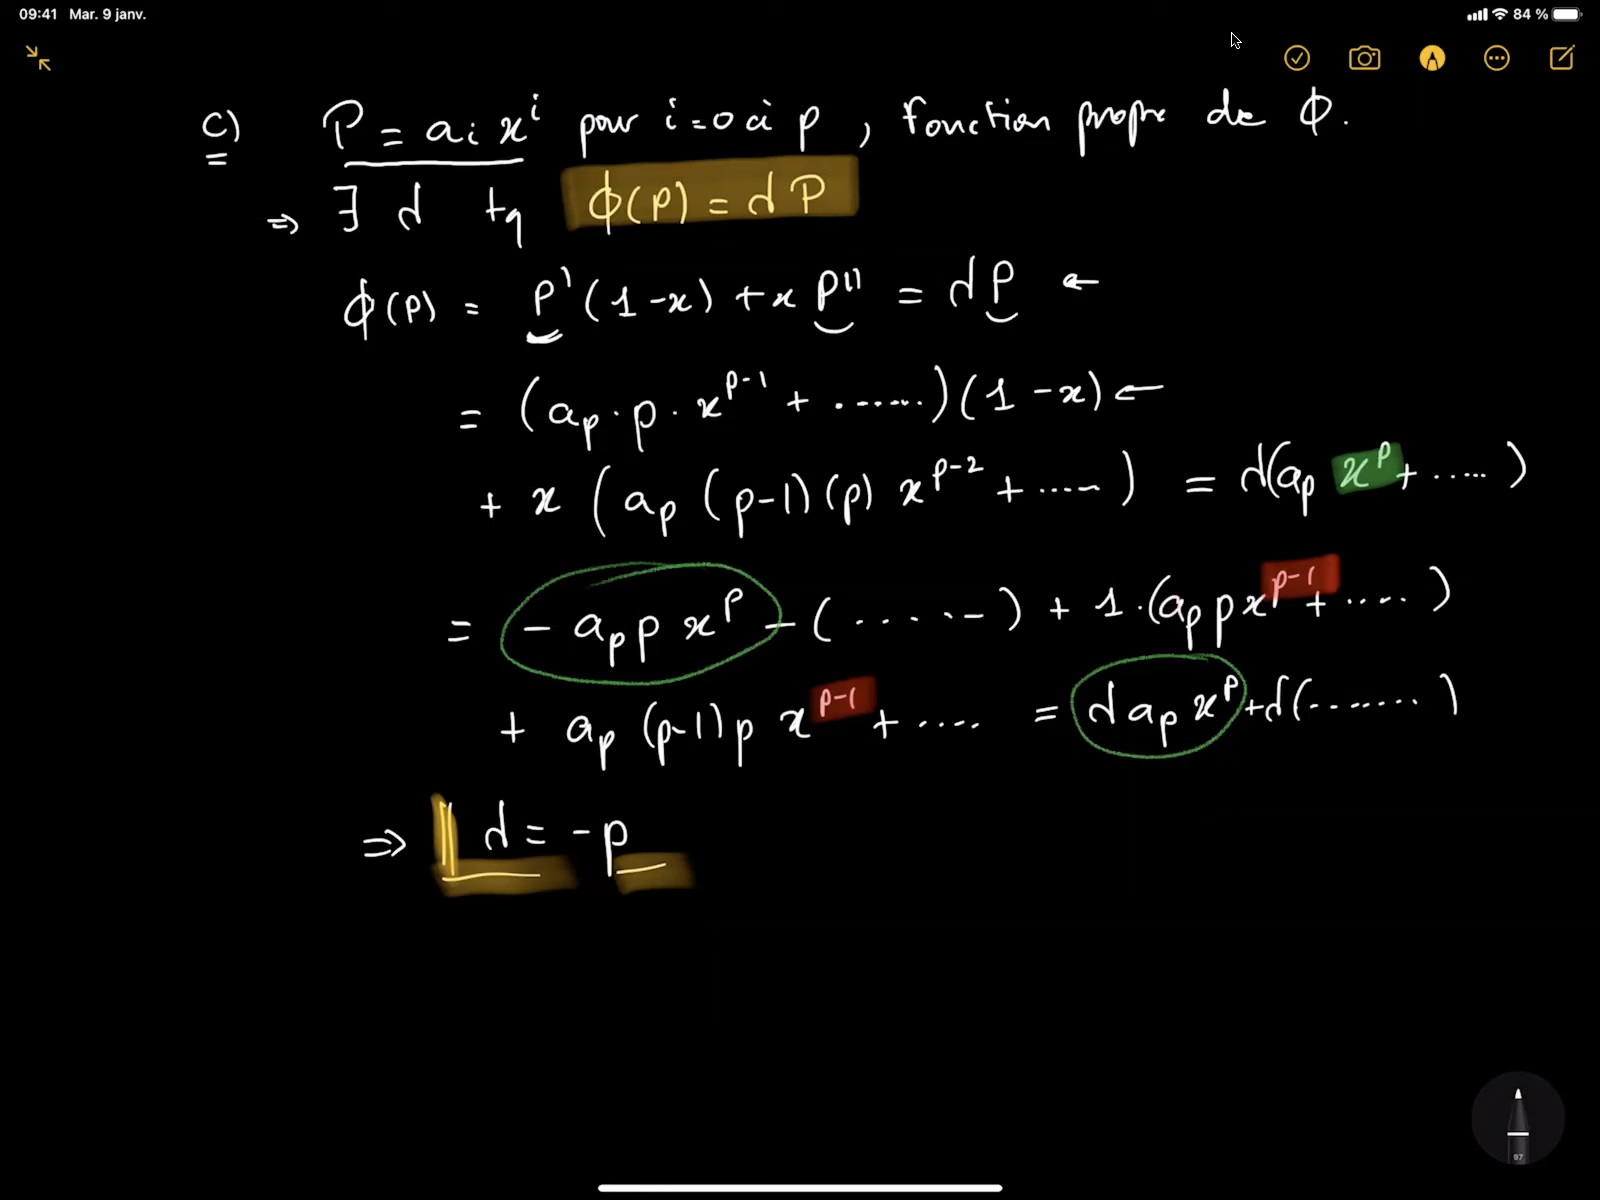 09:41 Mar. 9 janv. 84 %
c) P = aᵢ xⁱ pour i=0 à p , fonction propre de ϕ.
⇒ ∃ d tq ϕ(P) = d P
ϕ(P) = P' (1-x) + x P'' = d P ←
= (aₚ . p . x^{p-1} + ......) (1 - x) ←
+ x (aₚ (p-1) (p) x^{p-2} + .....) = d(aₚ x^p + .....)
= - aₚ p x^p - (......) + 1.(aₚ p x^{p-1} + ....)
+ aₚ (p-1) p x^{p-1} + .... = d aₚ x^p + d(.......)
⇒ d = - p
97